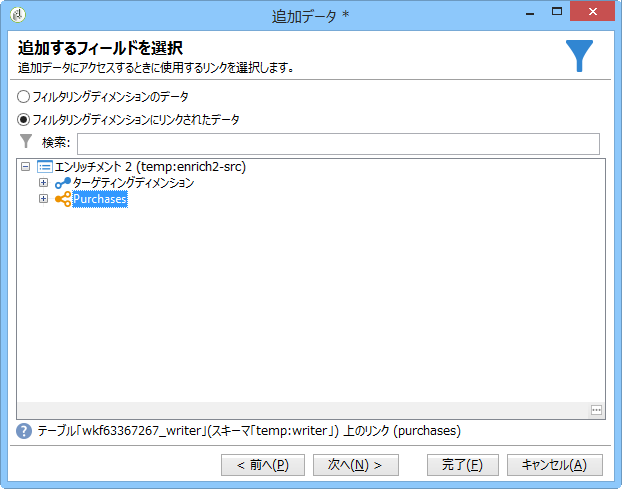 追加データ *
追加するフィールドを選択
追加データにアクセスするときに使用するリンクを選択します。
フィルタリングディメンションのデータ
フィルタリングディメンションにリンクされたデータ
検索:
エンリッチメント 2 (temp:enrich2-src)
ターゲティングディメンション
Purchases
テーブル｢wkf63367267_writer｣(スキーマ｢temp:writer｣) 上のリンク (purchases)
< 前へ(P)
次へ(N) >
完了(F)
キャンセル(A)